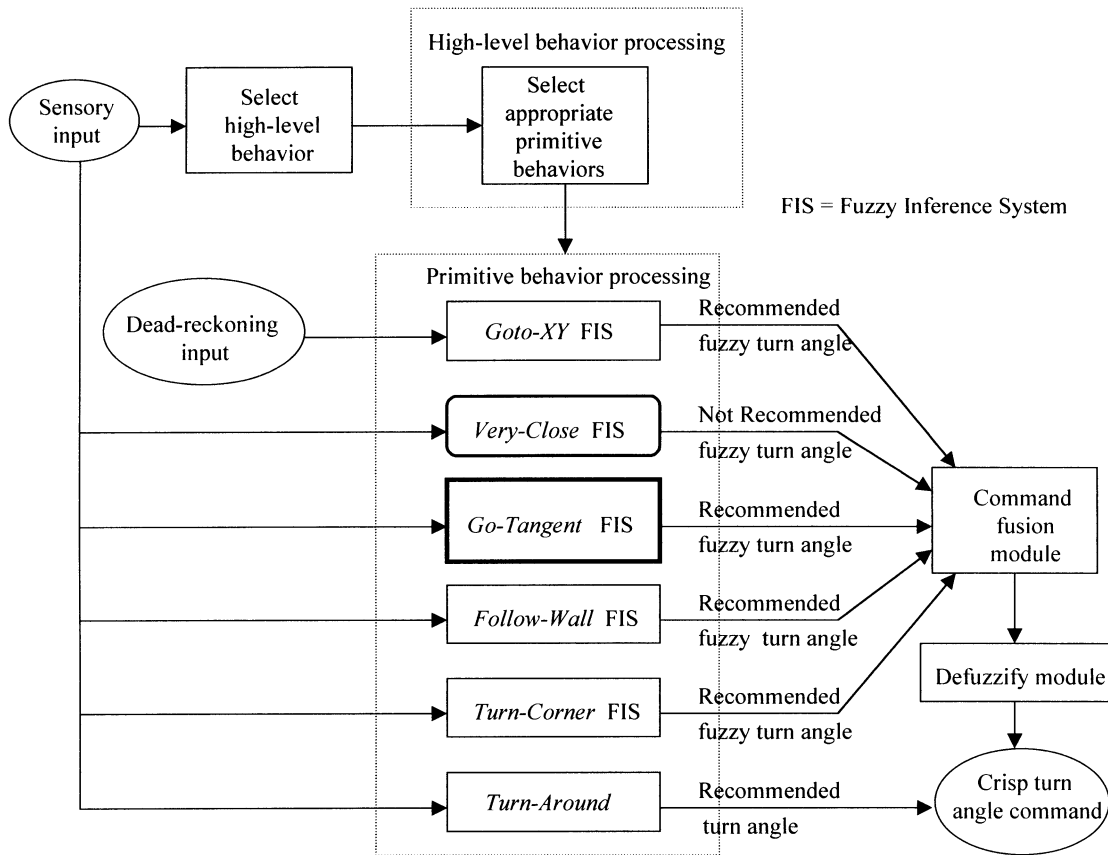 High-level behavior processing
Sensory
input
Select
high-level
behavior
Select
appropriate
primitive
behaviors
FIS = Fuzzy Inference System
Primitive behavior processing
Dead-reckoning
input
Goto-XY FIS
Recommended
fuzzy turn angle
Very-Close FIS
Not Recommended
fuzzy turn angle
Go-Tangent FIS
Recommended
fuzzy turn angle
Follow-Wall FIS
Recommended
fuzzy turn angle
Turn-Corner FIS
Recommended
fuzzy turn angle
Turn-Around
Recommended
turn angle
Command
fusion
module
Defuzzify module
Crisp turn
angle command